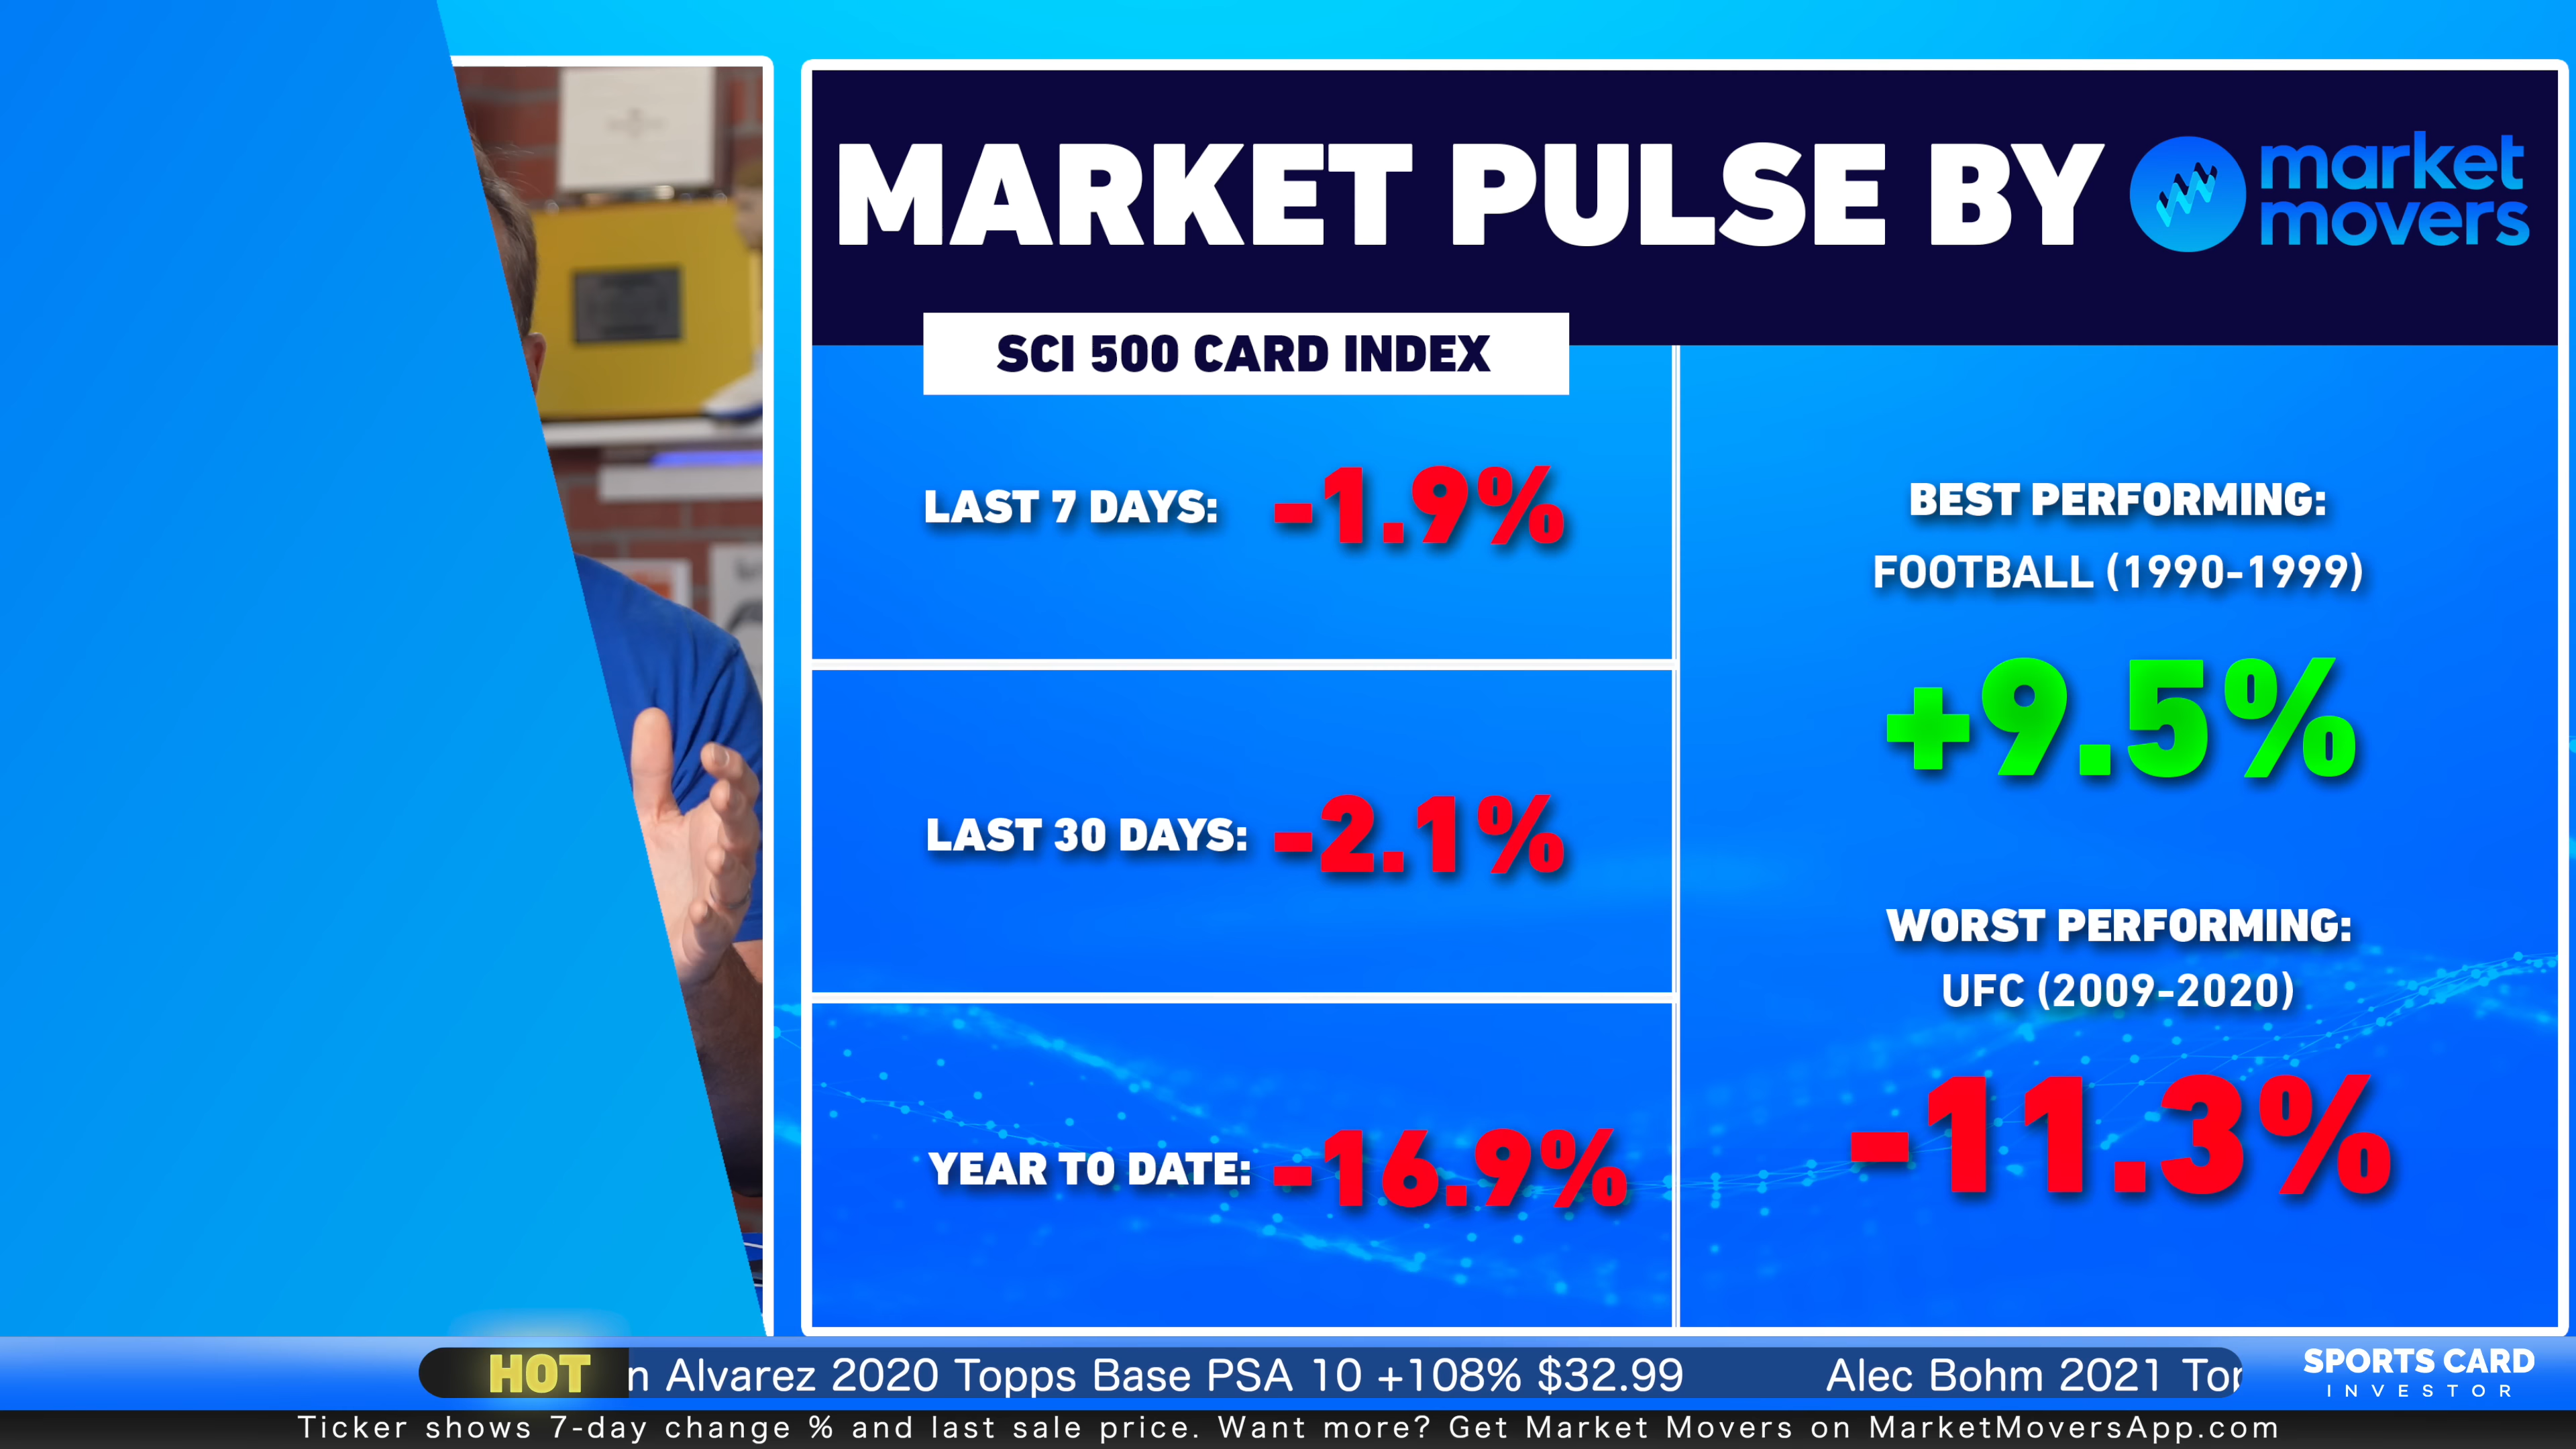 MARKET PULSE BY
market
movers
SCI 500 CARD INDEX
LAST 7 DAYS: -1.9%
LAST 30 DAYS: -2.1%
YEAR TO DATE: -16.9%
BEST PERFORMING:
FOOTBALL (1990-1999)
+9.5%
WORST PERFORMING:
UFC (2009-2020)
-11.3%
HOT n Alvarez 2020 Topps Base PSA 10 +108% $32.99 Alec Bohm 2021 Top
SPORTS CARD
INVESTOR
Ticker shows 7-day change % and last sale price. Want more? Get Market Movers on MarketMoversApp.com